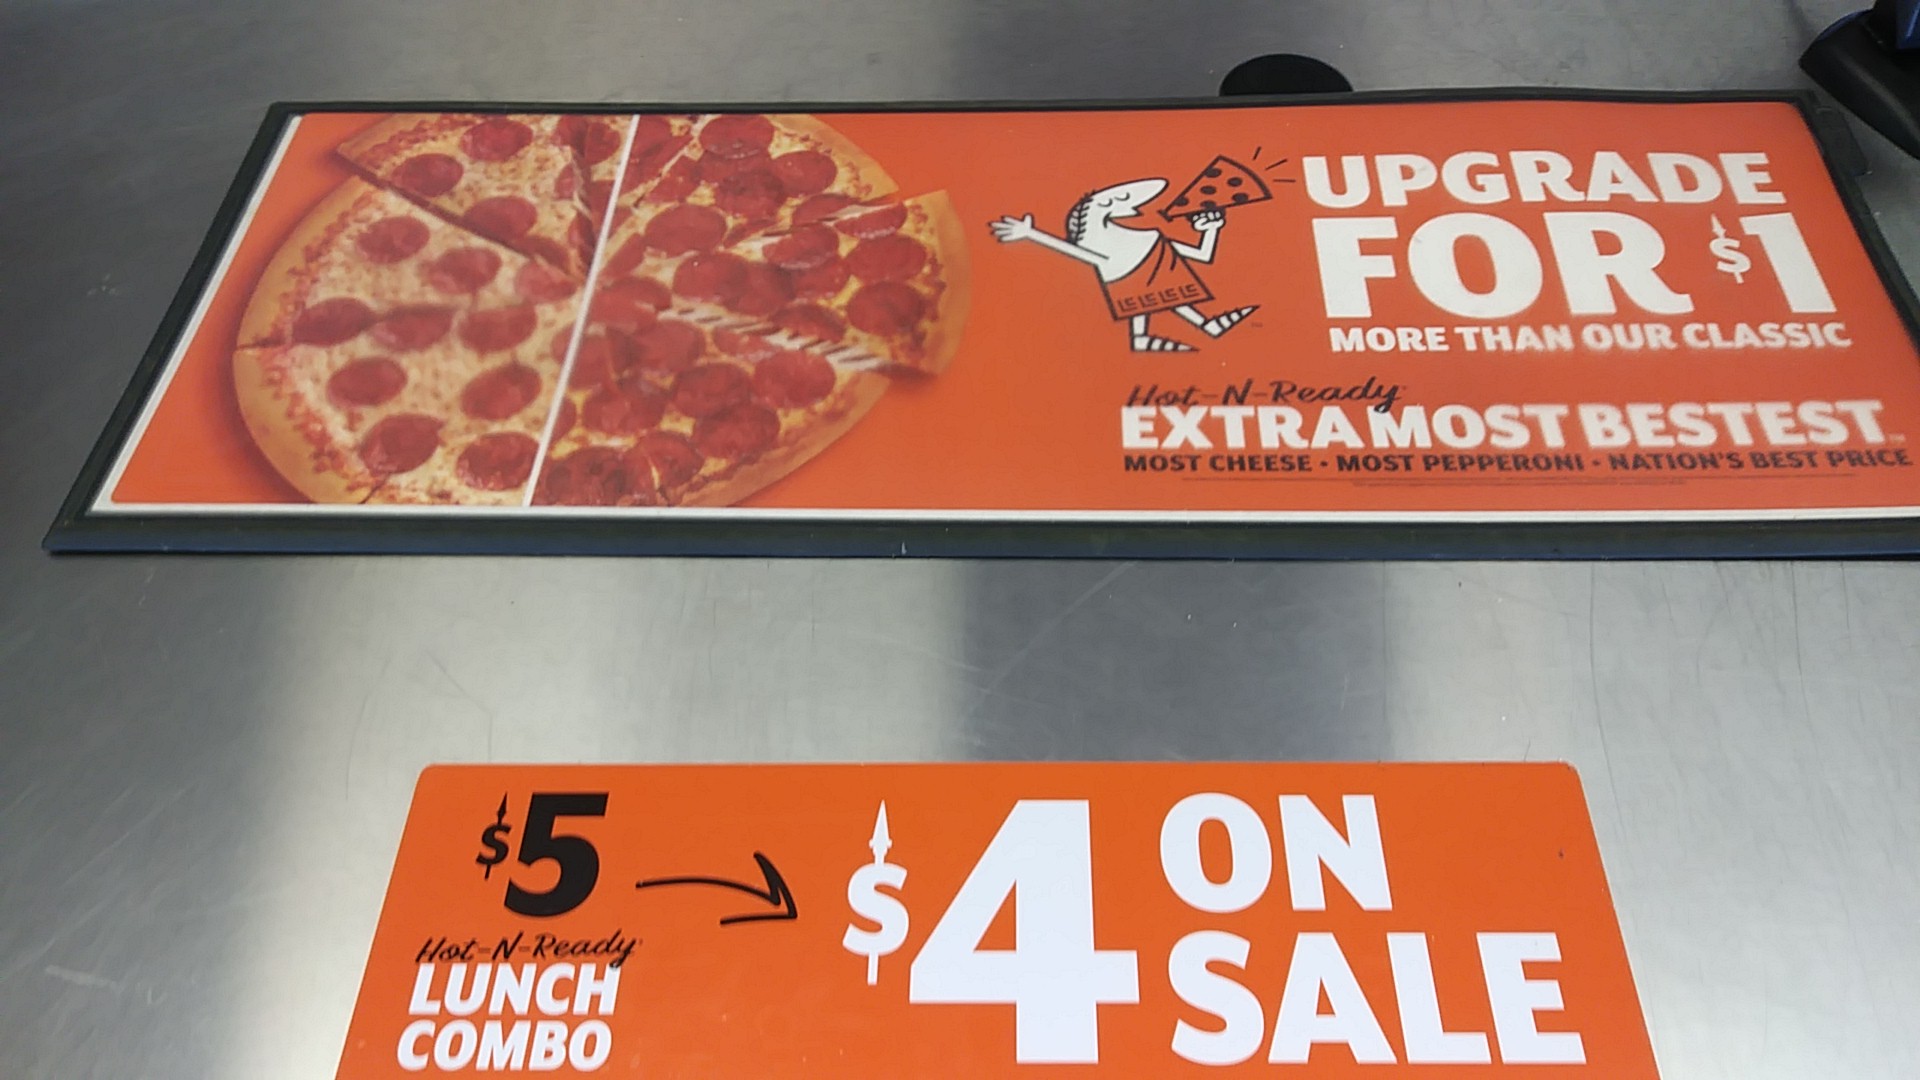 UPGRADE
FOR $1
MORE THAN OUR CLASSIC
Hot-N-Ready
EXTRAMOSTBESTEST
MOST CHEESE • MOST PEPPERONI • NATION'S BEST PRICE
$5
Hot-N-Ready
LUNCH
COMBO
$4 ON
SALE